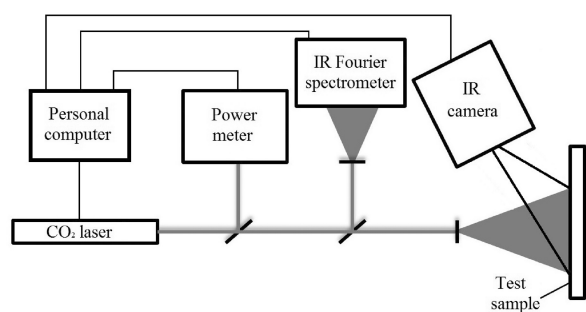 IR Fourier
spectrometer
IR
camera
Personal
computer
Power
meter
CO₂ laser
Test
sample